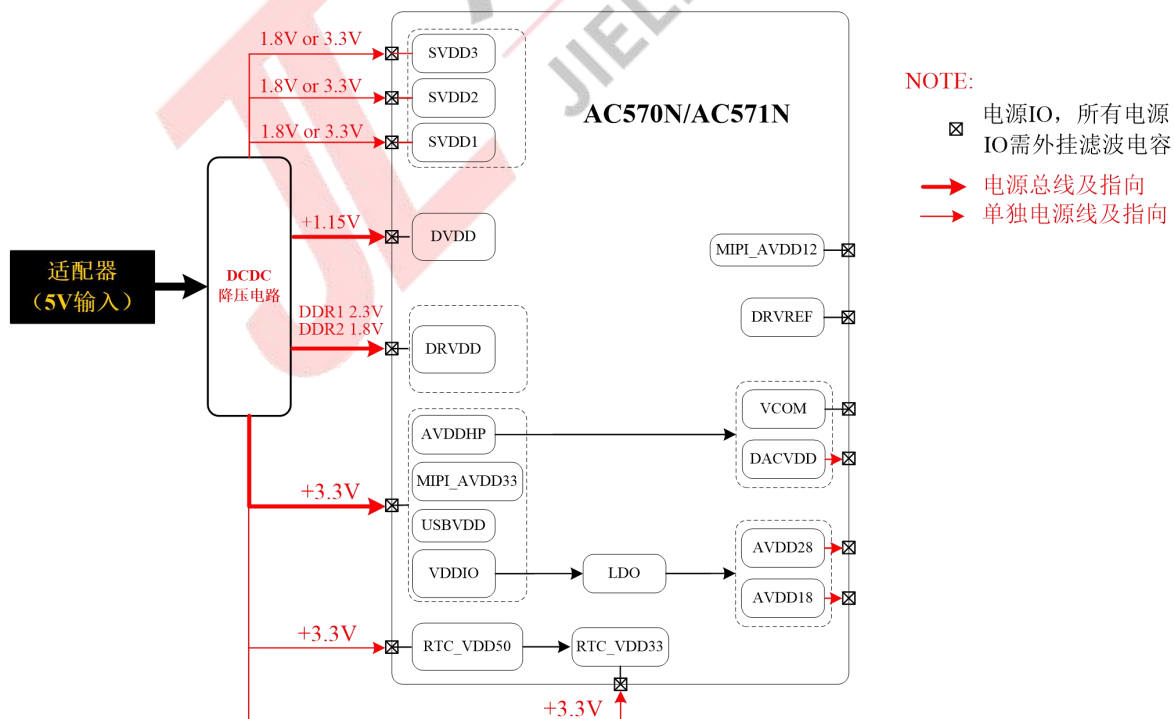 1.8V or 3.3V
SVDD3
1.8V or 3.3V
SVDD2
1.8V or 3.3V
SVDD1
AC570N/AC571N
NOTE:
电源IO，所有电源
IO需外挂滤波电容
电源总线及指向
单独电源线及指向
+1.15V
DVDD
MIPI_AVDD12
适配器
（5V输入）
DCDC
降压电路
DDR1 2.3V
DDR2 1.8V
DRVDD
DRVREF
AVDDHP
VCOM
DACVDD
MIPI_AVDD33
+3.3V
USBVDD
VDDIO
LDO
AVDD28
AVDD18
+3.3V
RTC_VDD50
RTC_VDD33
+3.3V
JL